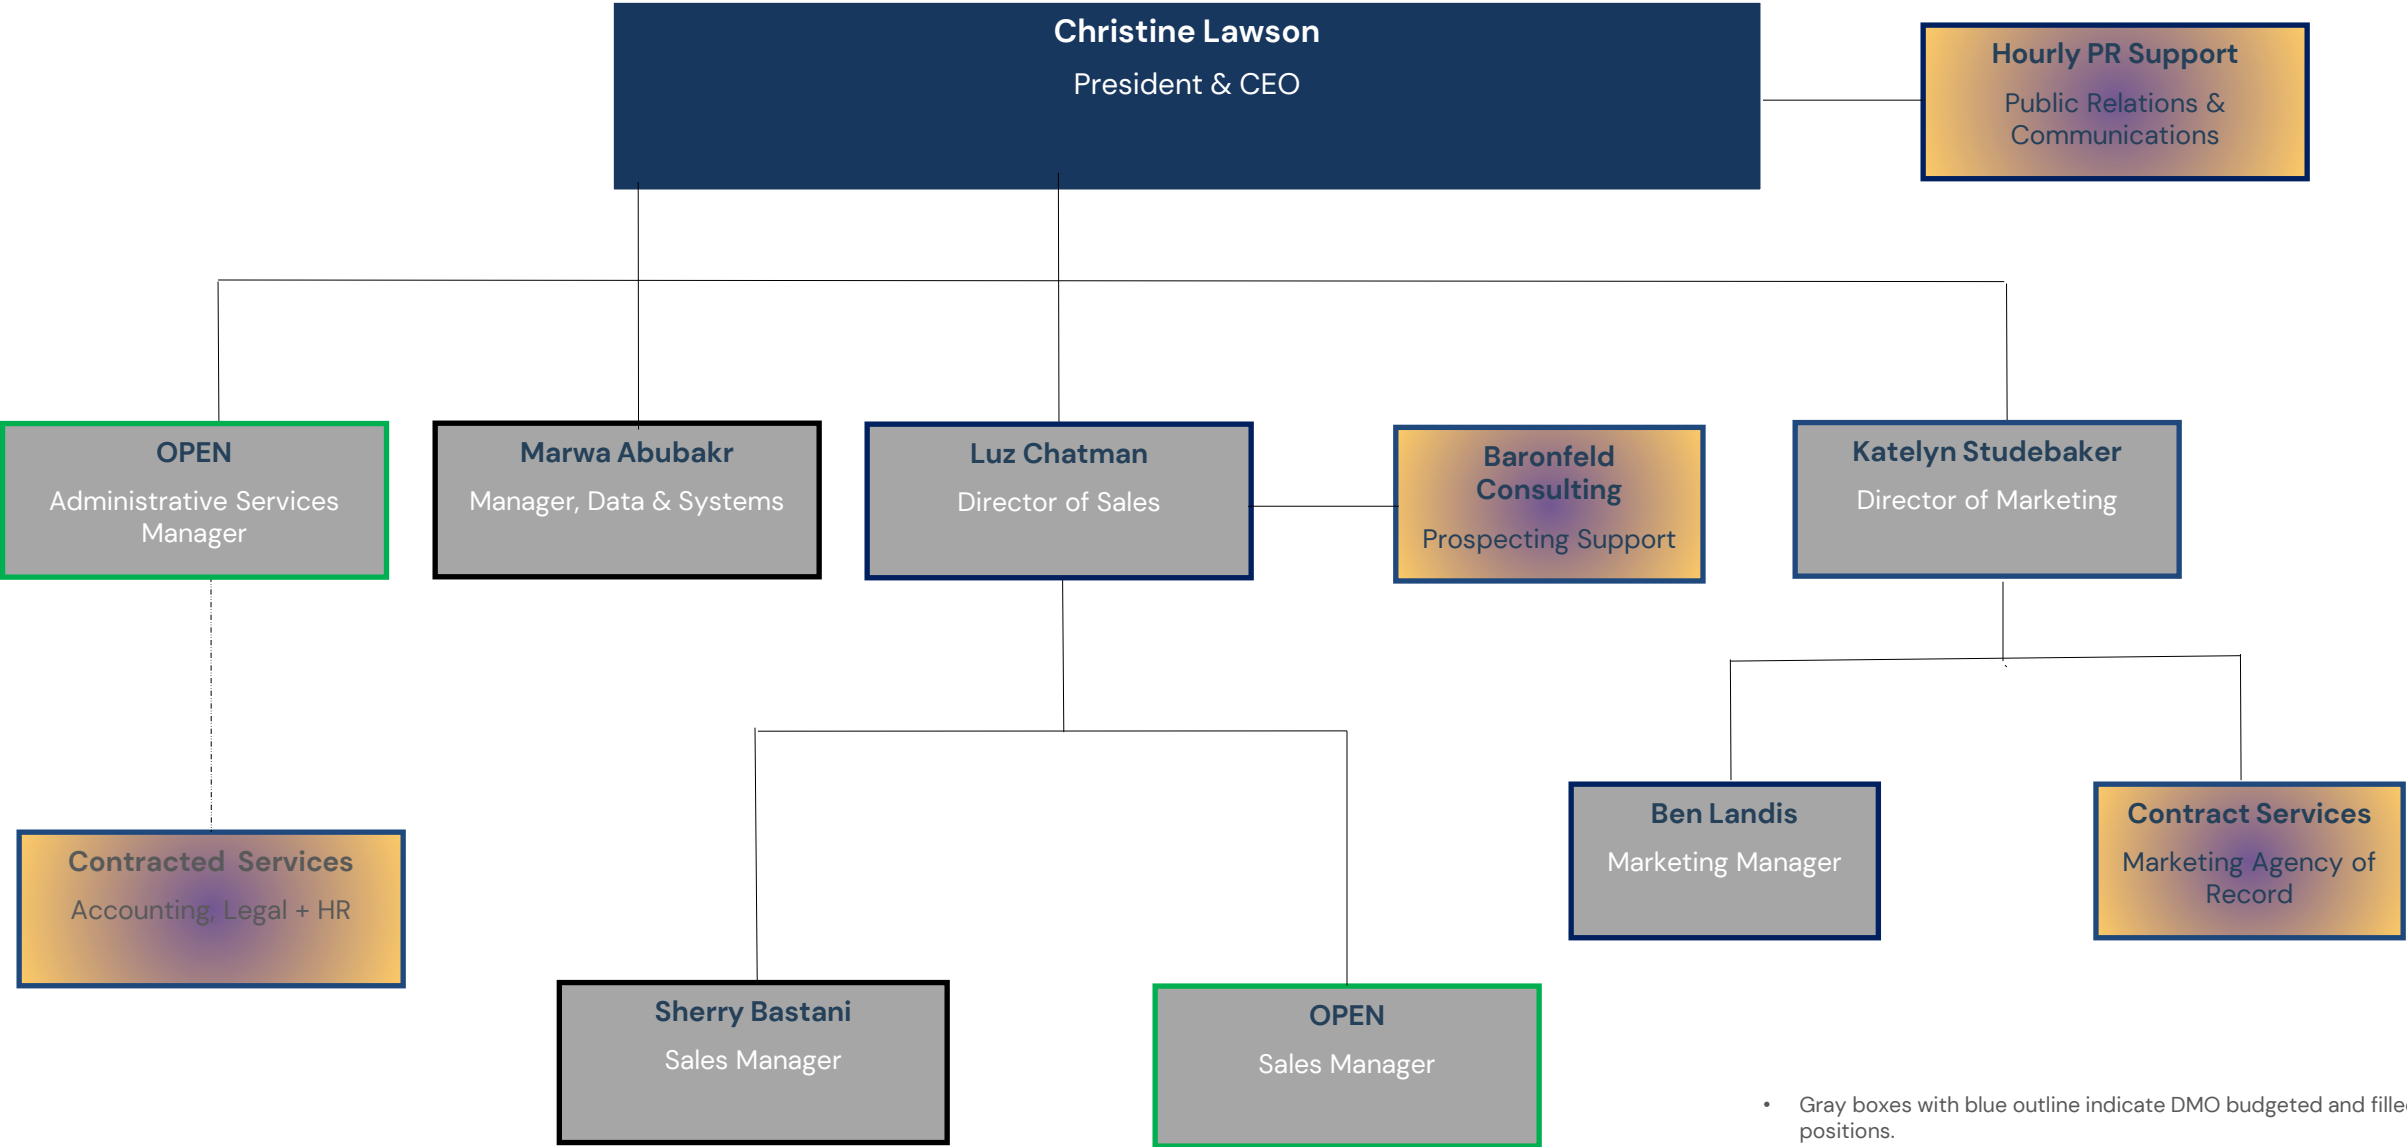 Christine Lawson
President & CEO
Hourly PR Support
Public Relations &
Communications
OPEN
Administrative Services
Manager
Marwa Abubakr
Manager, Data & Systems
Luz Chatman
Director of Sales
Baronfeld
Consulting
Prospecting Support
Katelyn Studebaker
Director of Marketing
Contracted Services
Accounting, Legal + HR
Ben Landis
Marketing Manager
Contract Services
Marketing Agency of
Record
Sherry Bastani
Sales Manager
OPEN
Sales Manager
• Gray boxes with blue outline indicate DMO budgeted and
positions.